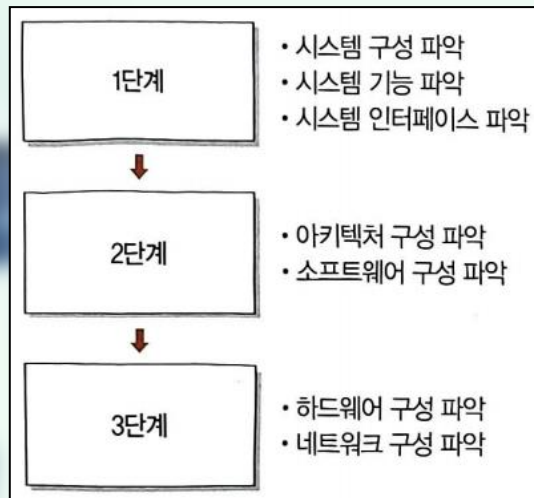 1단계
• 시스템 구성 파악
• 시스템 기능 파악
• 시스템 인터페이스 파악
2단계
• 아키텍처 구성 파악
• 소프트웨어 구성 파악
3단계
• 하드웨어 구성 파악
• 네트워크 구성 파악